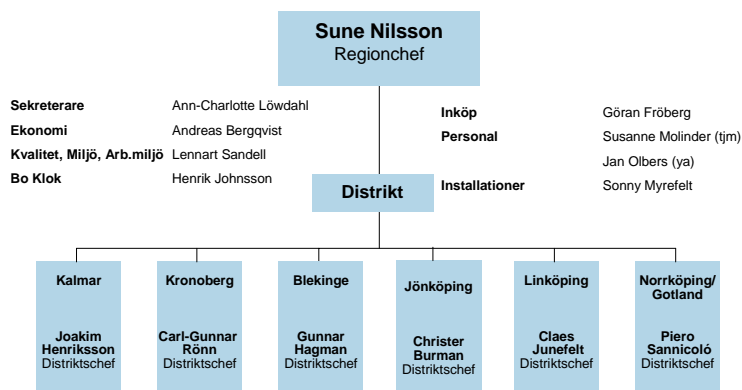 Sune Nilsson
Regionchef
Sekreterare Ann-Charlotte Löwdahl
Ekonomi Andreas Bergqvist
Kvalitet, Miljö, Arb.miljö Lennart Sandell
Bo Klok Henrik Johnsson
Inköp Göran Fröberg
Personal Susanne Molinder (tjm)
Jan Olbers (ya)
Installationer Sonny Myrefelt
Distrikt
Kalmar
Joakim
Henriksson
Distriktschef
Kronoberg
Carl-Gunnar
Rönn
Distriktschef
Blekinge
Gunnar
Hagman
Distriktschef
Jönköping
Christer
Burman
Distriktschef
Linköping
Claes
Junefelt
Distriktschef
Norrköping/
Gotland
Piero
Sannicoló
Distriktschef